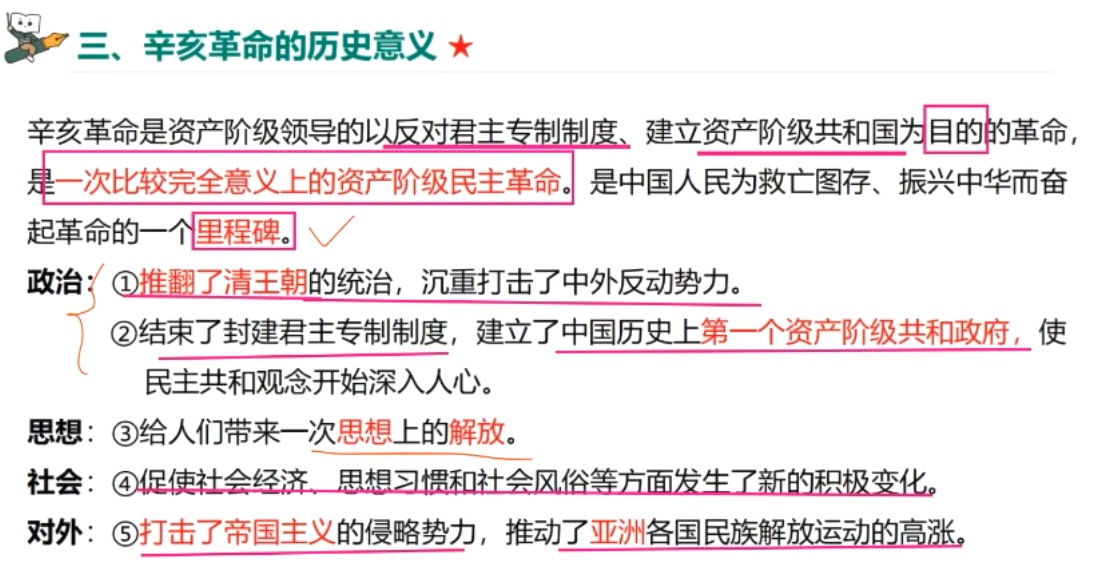 三、辛亥革命的历史意义
辛亥革命是资产阶级领导的以反对君主专制制度、建立资产阶级共和国为目的的革命，
是一次比较完全意义上的资产阶级民主革命。是中国人民为救亡图存、振兴中华而奋
起革命的一个里程碑。
政治：①推翻了清王朝的统治，沉重打击了中外反动势力。
②结束了封建君主专制制度，建立了中国历史上第一个资产阶级共和政府，使
民主共和观念开始深入人心。
思想：③给人们带来一次思想上的解放。
社会：④促使社会经济、思想习惯和社会风俗等方面发生了新的积极变化。
对外：⑤打击了帝国主义的侵略势力，推动了亚洲各国民族解放运动的高涨。